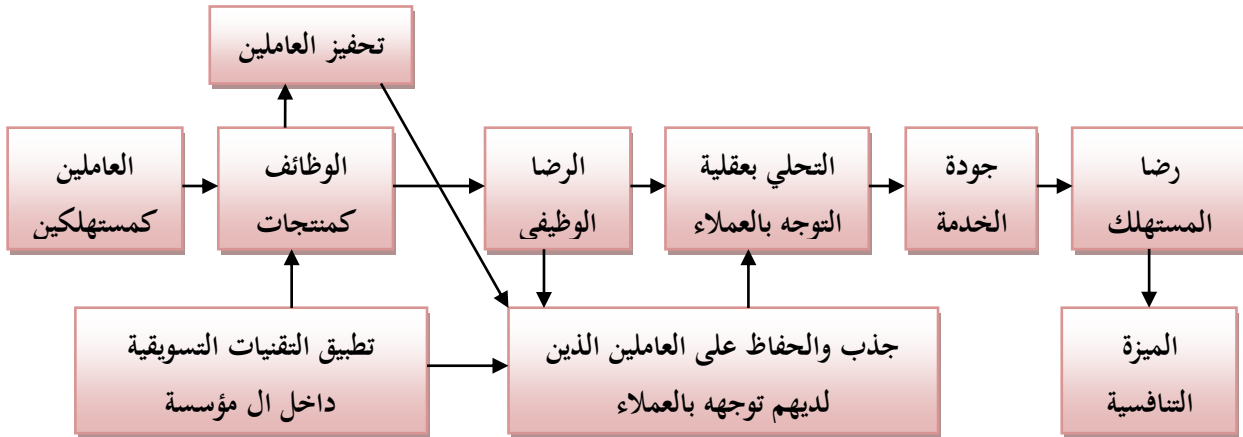 تحفيز العاملين
العاملين
كمستهلكين
الوظائف
كمنتجات
الرضا
الوظيفي
التحلي بعقلية
التوجه بالعملاء
جودة
الخدمة
رضا
المستهلك
تطبيق التقنيات التسويقية
داخل ال مؤسسة
جذب والحفاظ على العاملين الذين
لديهم توجهه بالعملاء
الميزة
التنافسية